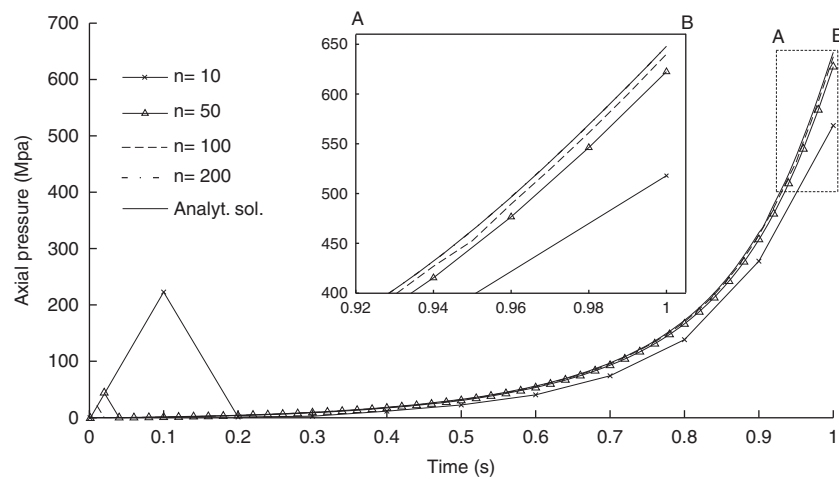 A B
700
600
500
400
300
200
100
0
Axial pressure (Mpa)
n= 10
n= 50
n= 100
n= 200
Analyt. sol.
650
600
550
500
450
400
0.92 0.94 0.96 0.98 1
A B
0 0.1 0.2 0.3 0.4 0.5 0.6 0.7 0.8 0.9 1
Time (s)